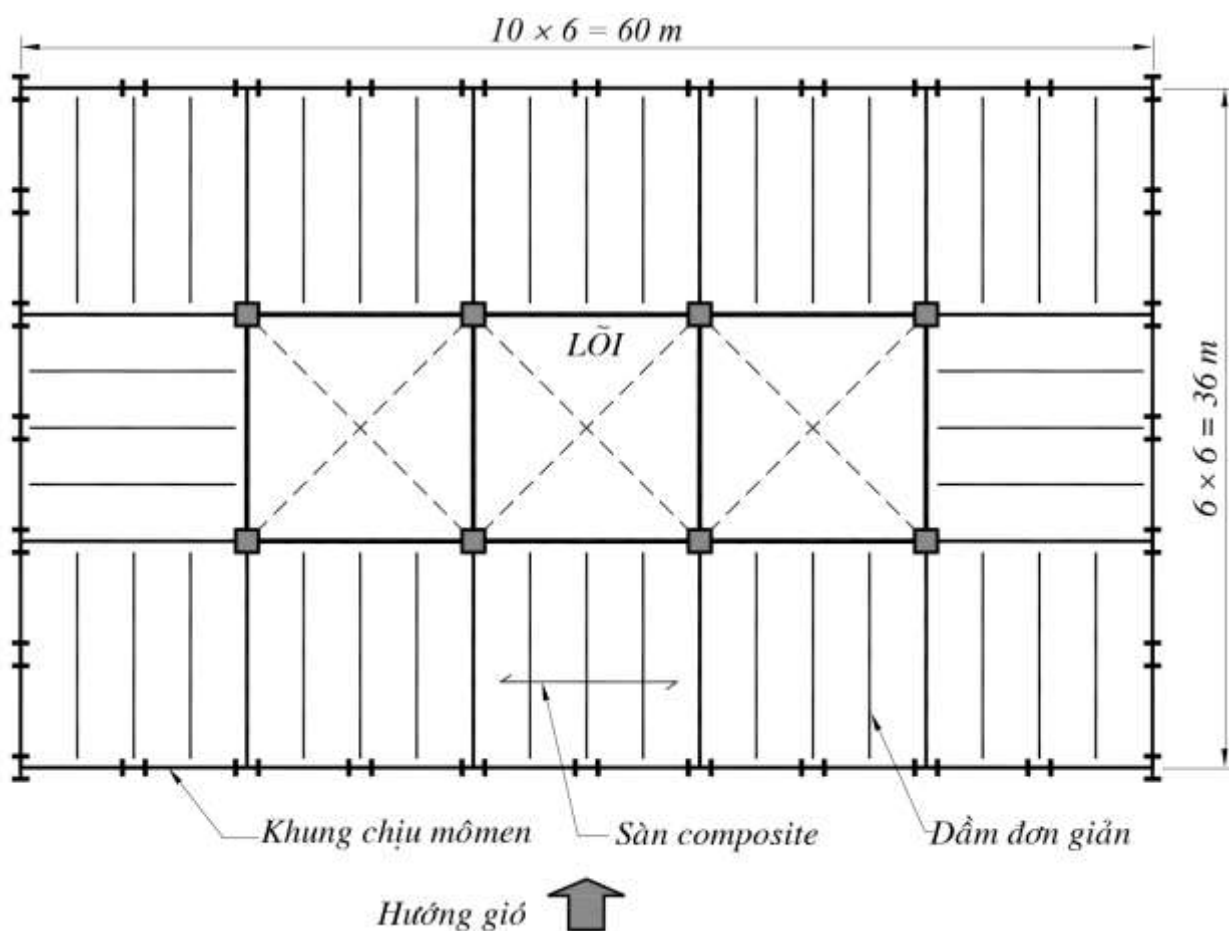 10 × 6 = 60 m
LÕI
6 × 6 = 36 m
Khung chịu mômen
Sàn composite
Dầm đơn giản
Hướng gió